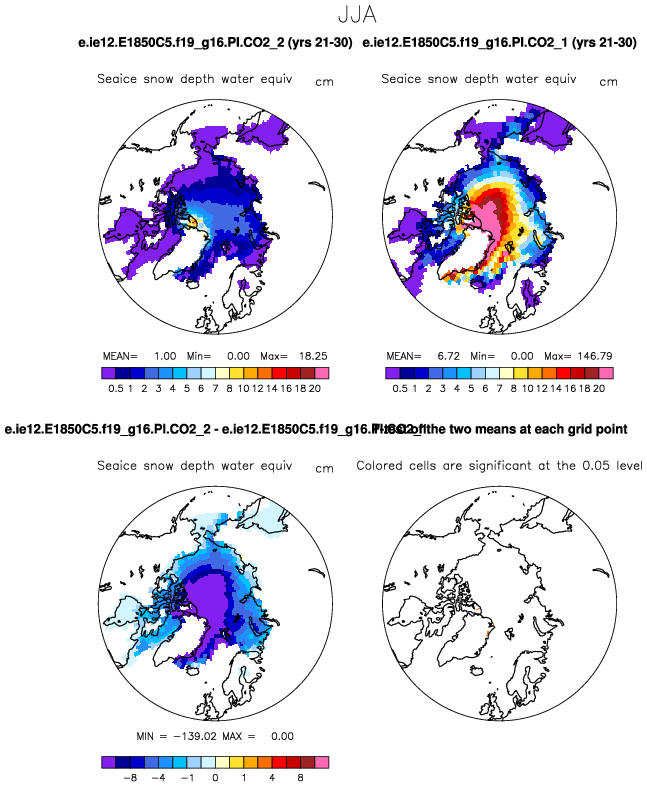 JJA
e.ie12.E1850C5.f19_g16.PI.CO2_2 (yrs 21-30) e.ie12.E1850C5.f19_g16.PI.CO2_1 (yrs 21-30)
Seaice snow depth water equiv cm
Seaice snow depth water equiv cm
MEAN= 1.00 Min= 0.00 Max= 18.25
MEAN= 6.72 Min= 0.00 Max= 146.79
0.5 1 2 3 4 5 6 7 8 10 12 14 16 18 20
0.5 1 2 3 4 5 6 7 8 10 12 14 16 18 20
e.ie12.E1850C5.f19_g16.PI.CO2_2 - e.ie12.E1850C5.f19_g16.PI.CO2_1
the two means at each grid point
Seaice snow depth water equiv cm
Colored cells are significant at the 0.05 level
MIN = -139.02 MAX = 0.00
-8 -4 -1 0 1 4 8